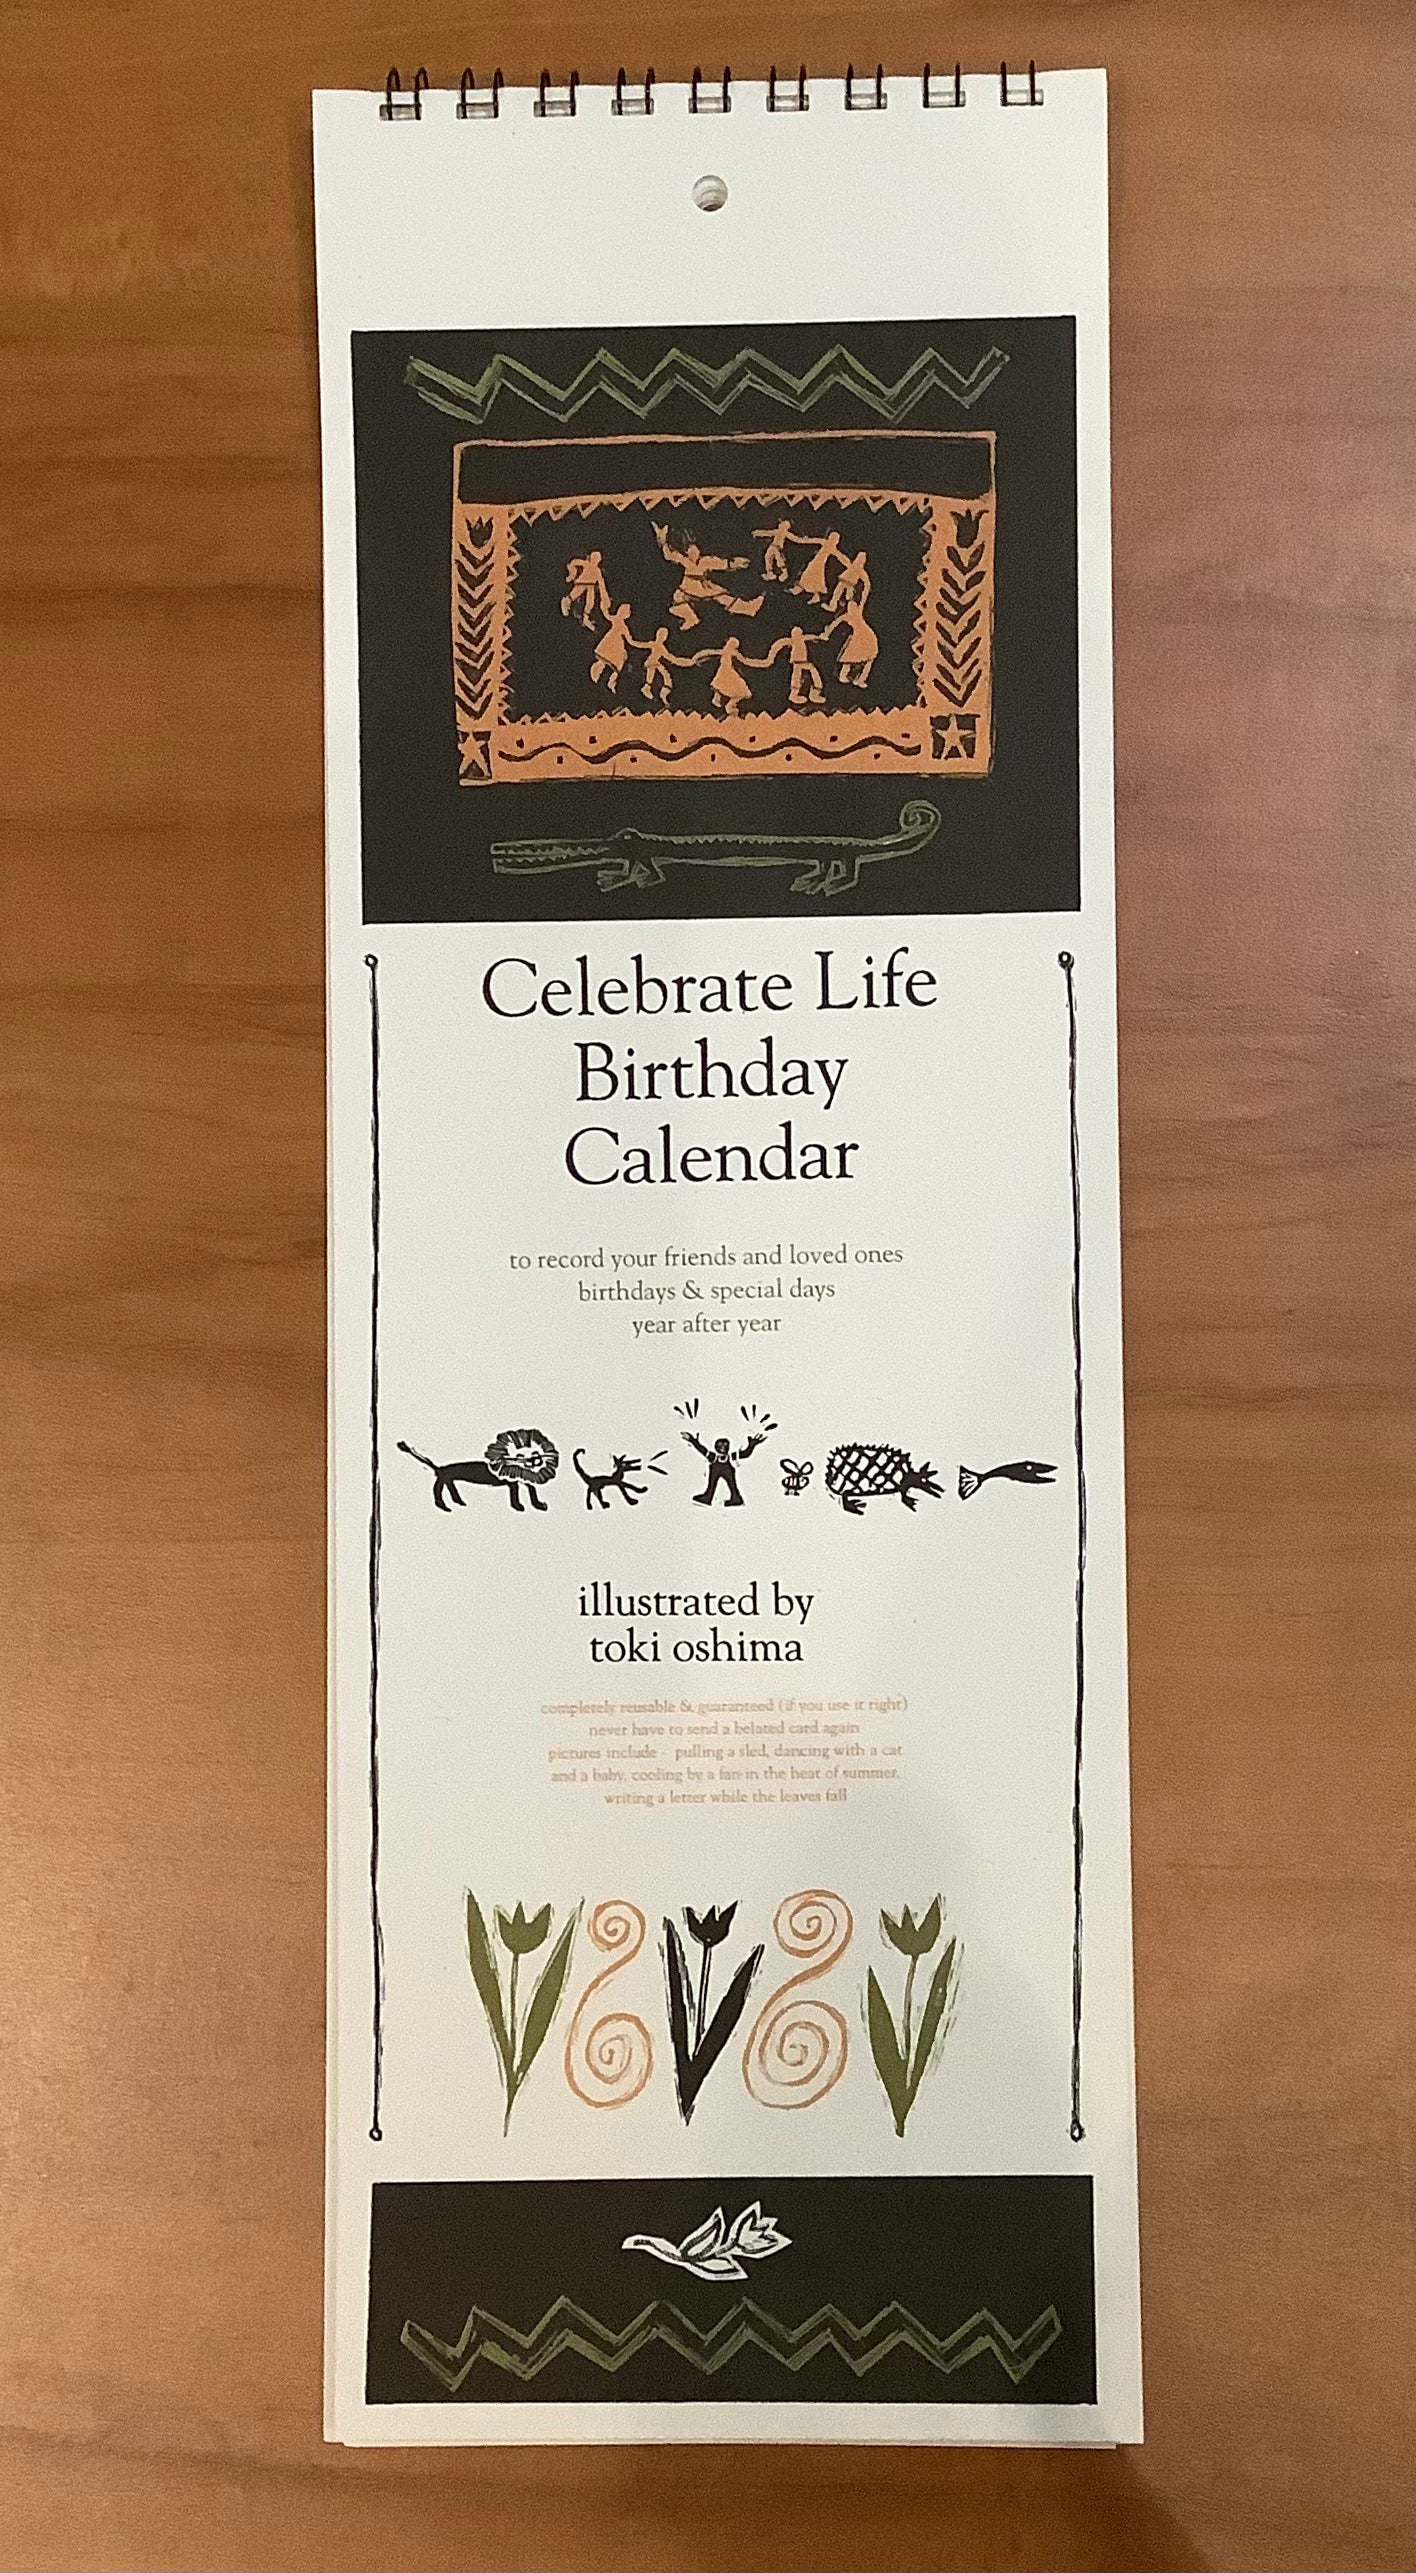 Celebrate Life
Birthday
Calendar
to record your friends and loved ones
birthdays & special days
year after year
illustrated by
toki oshima
completely reusable & guaranteed (if you use it right)
never have to send a belated card again
pictures include - pulling a sled, dancing with a cat
and a baby, cooling by a fan in the heat of summer,
writing a letter while the leaves fall